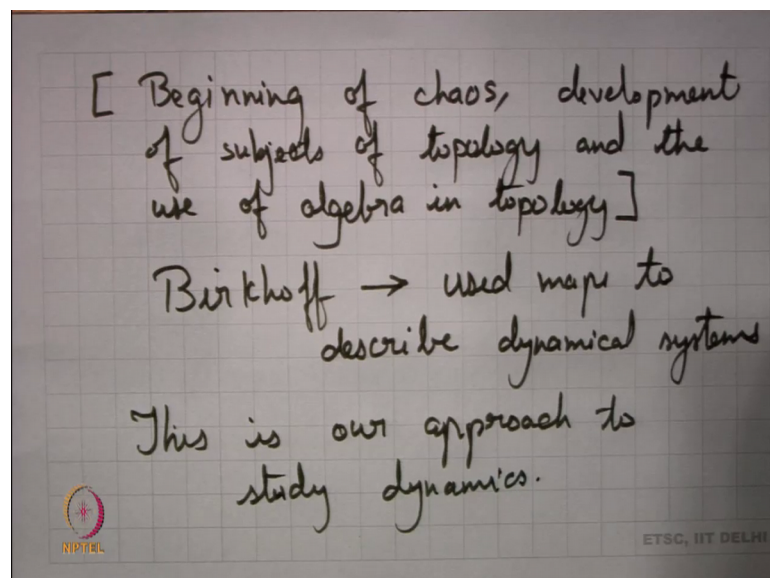 [ Beginning of chaos, development
of subjects of topology and the
use of algebra in topology ]
Birkhoff → used maps to
describe dynamical systems
This is our approach to
study dynamics.
NPTEL
ETSC, IIT DELHI